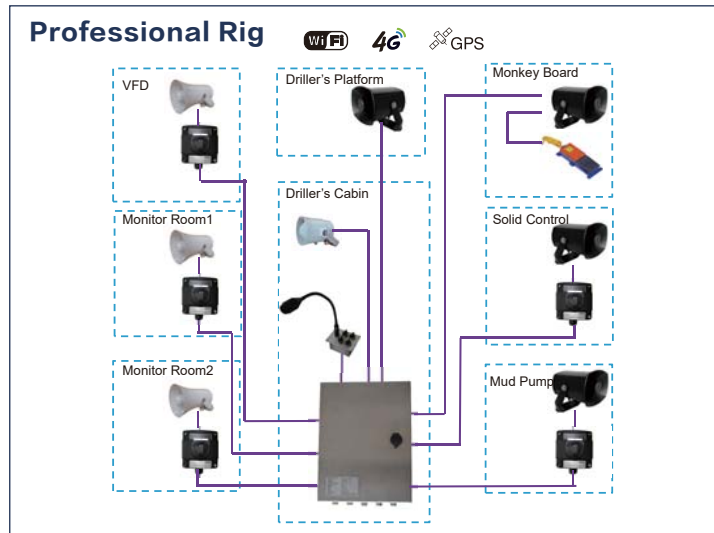 Professional Rig
WiFi
4G
GPS
VFD
Driller's Platform
Monkey Board
Driller's Cabin
Monitor Room1
Solid Control
Monitor Room2
Mud Pump